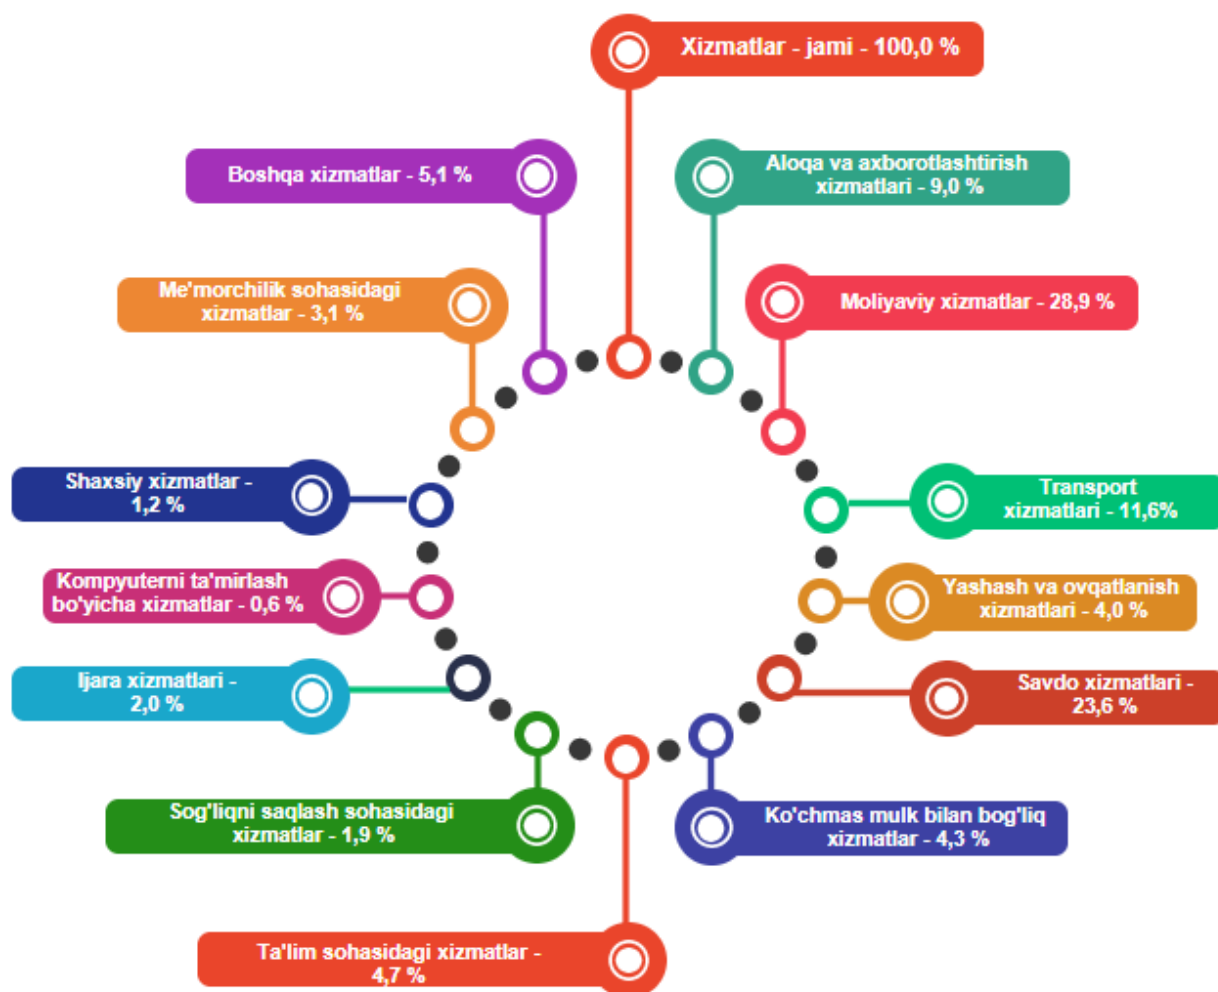 Xizmatlar - jami - 100,0 %
Boshqa xizmatlar - 5,1 %
Aloqa va axborotlashtirish
xizmatlari - 9,0 %
Me'morchilik sohasidagi
xizmatlar - 3,1 %
Moliyaviy xizmatlar - 28,9 %
Shaxsiy xizmatlar -
1,2 %
Transport
xizmatlari - 11,6%
Kompyuterni ta'mirlash
bo'yicha xizmatlar - 0,6 %
Yashash va ovqatlanish
xizmatlari - 4,0 %
Ijara xizmatlari -
2,0 %
Savdo xizmatlari -
23,6 %
Sog'liqni saqlash sohasidagi
xizmatlar - 1,9 %
Ko'chmas mulk bilan bog'liq
xizmatlar - 4,3 %
Ta'lim sohasidagi xizmatlar -
4,7 %